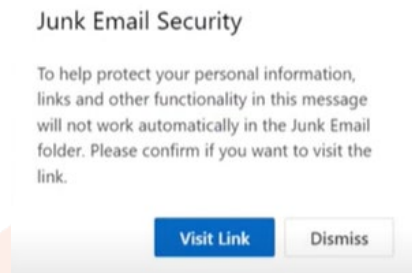 Junk Email Security
To help protect your personal information,
links and other functionality in this message
will not work automatically in the Junk Email
folder. Please confirm if you want to visit the
link.
Visit Link
Dismiss